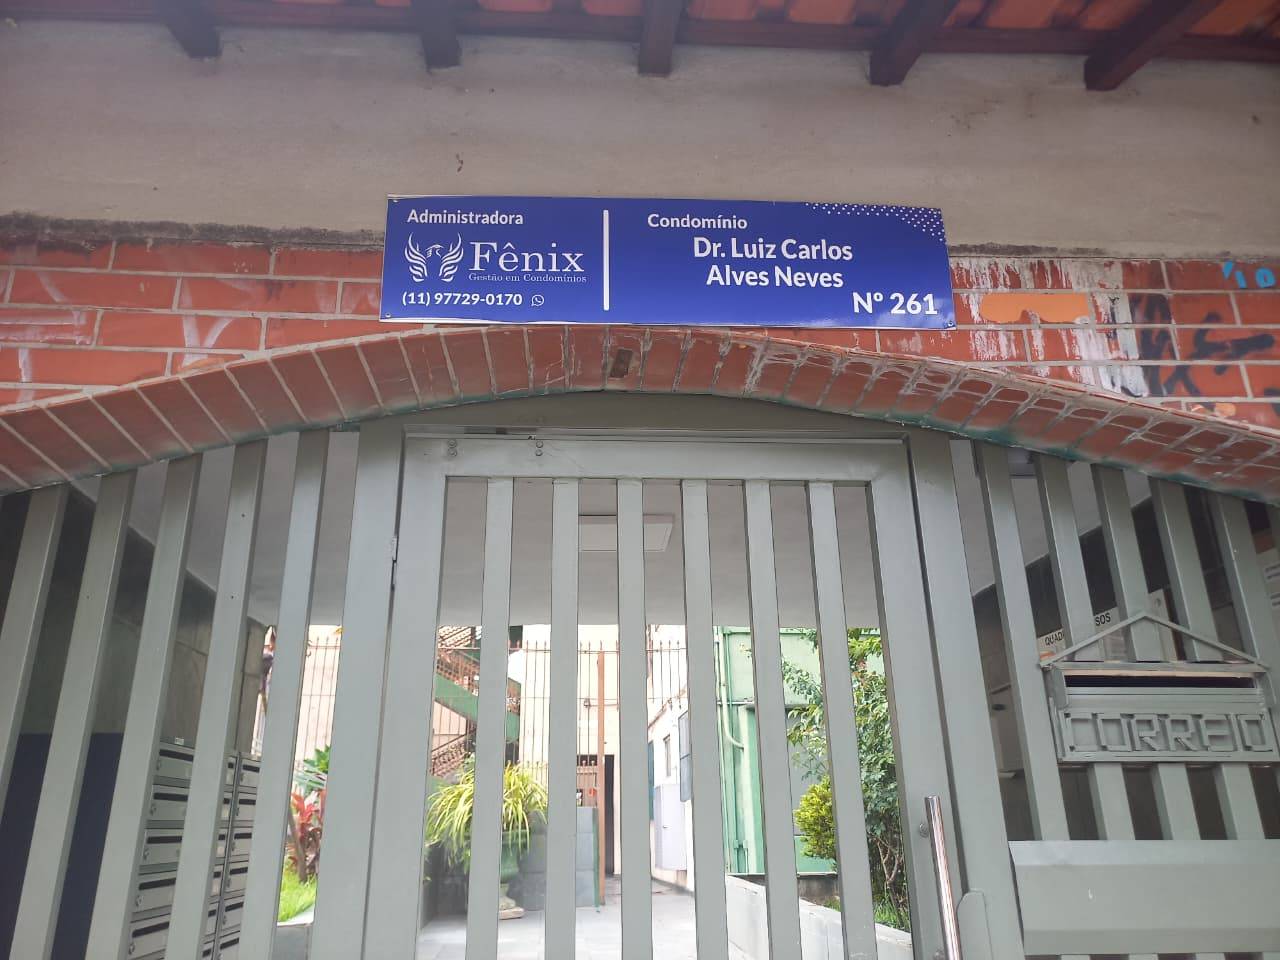 Administradora
Fênix
Gestão em Condomínios
(11) 97729-0170
Condomínio
Dr. Luiz Carlos
Alves Neves
Nº 261
CORREIO